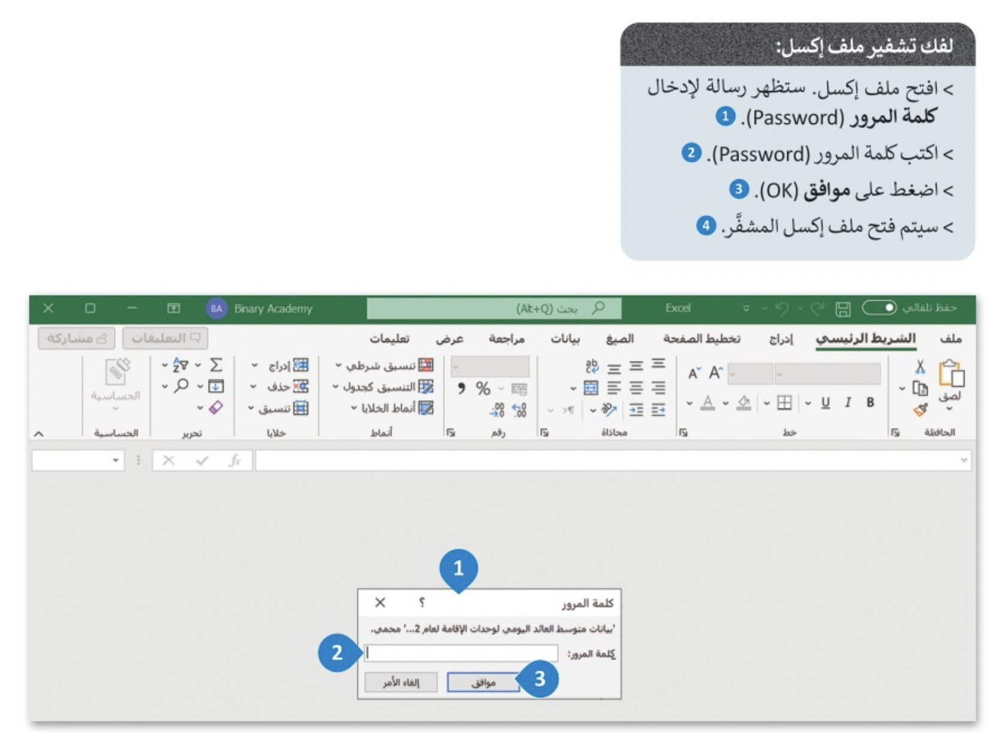 لفك تشفير ملف إكسل:
> افتح ملف إكسل. ستظهر رسالة لإدخال
كلمة المرور (Password). 1
> اكتب كلمة المرور (Password). 2
> اضغط على موافق (OK). 3
> سيتم فتح ملف إكسل المشفَّر. 4
حفظ تلقائي Excel بحث (Alt+Q) Binary Academy BA
ملف الشريط الرئيسي إدراج تخطيط الصفحة الصيغ بيانات مراجعة عرض تعليمات التعليقات مشاركة
لصق
B I U
تنسيق شرطي
التنسيق كجدول
أنماط الخلايا
إدراج
حذف
تنسيق
الحساسية
الحافظة خط محاذاة رقم أنماط خلايا تحرير الحساسية
fx
1
كلمة المرور ؟
'بيانات متوسط العائد اليومي لوحدات الإقامة لعام 2...' محمي.
كلمة المرور: 2
موافق 3 إلغاء الأمر